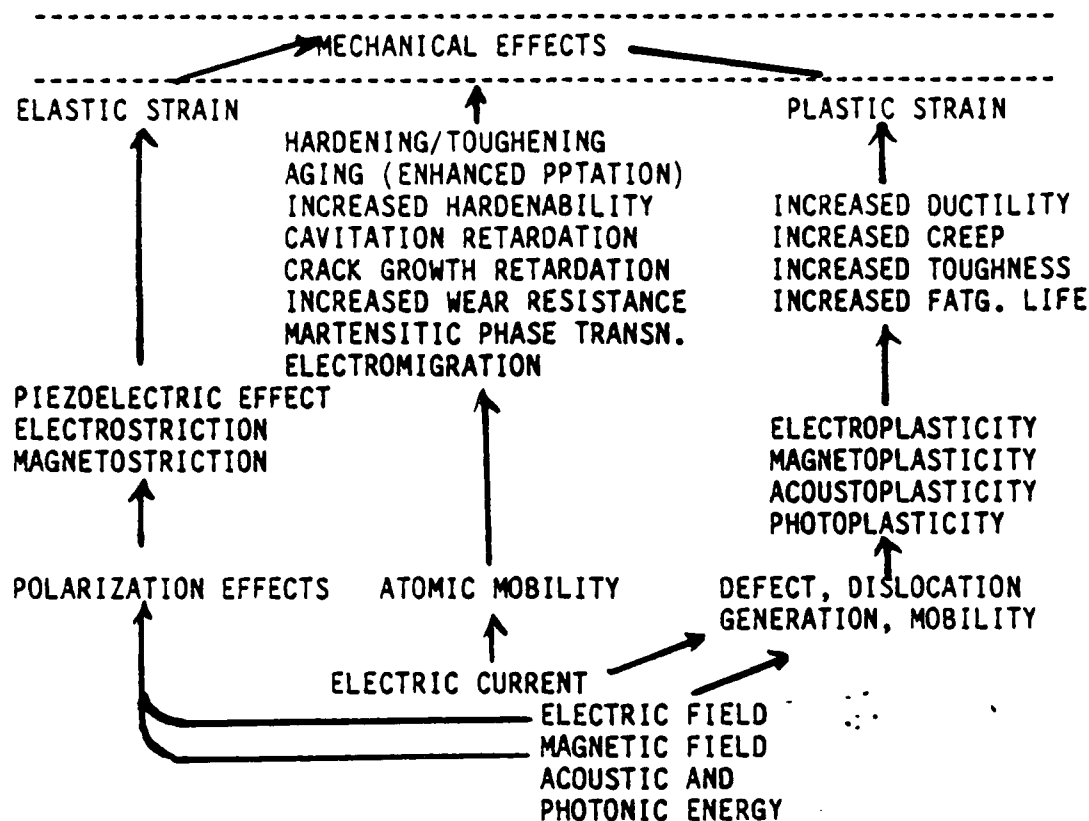 MECHANICAL EFFECTS
ELASTIC STRAIN
PLASTIC STRAIN
HARDENING/TOUGHENING
AGING (ENHANCED PPTATION)
INCREASED HARDENABILITY
CAVITATION RETARDATION
CRACK GROWTH RETARDATION
INCREASED WEAR RESISTANCE
MARTENSITIC PHASE TRANSN.
ELECTROMIGRATION
INCREASED DUCTILITY
INCREASED CREEP
INCREASED TOUGHNESS
INCREASED FATG. LIFE
PIEZOELECTRIC EFFECT
ELECTROSTRICTION
MAGNETOSTRICTION
ELECTROPLASTICITY
MAGNETOPLASTICITY
ACOUSTOPLASTICITY
PHOTOPLASTICITY
POLARIZATION EFFECTS
ATOMIC MOBILITY
DEFECT, DISLOCATION
GENERATION, MOBILITY
ELECTRIC CURRENT
ELECTRIC FIELD
MAGNETIC FIELD
ACOUSTIC AND
PHOTONIC ENERGY